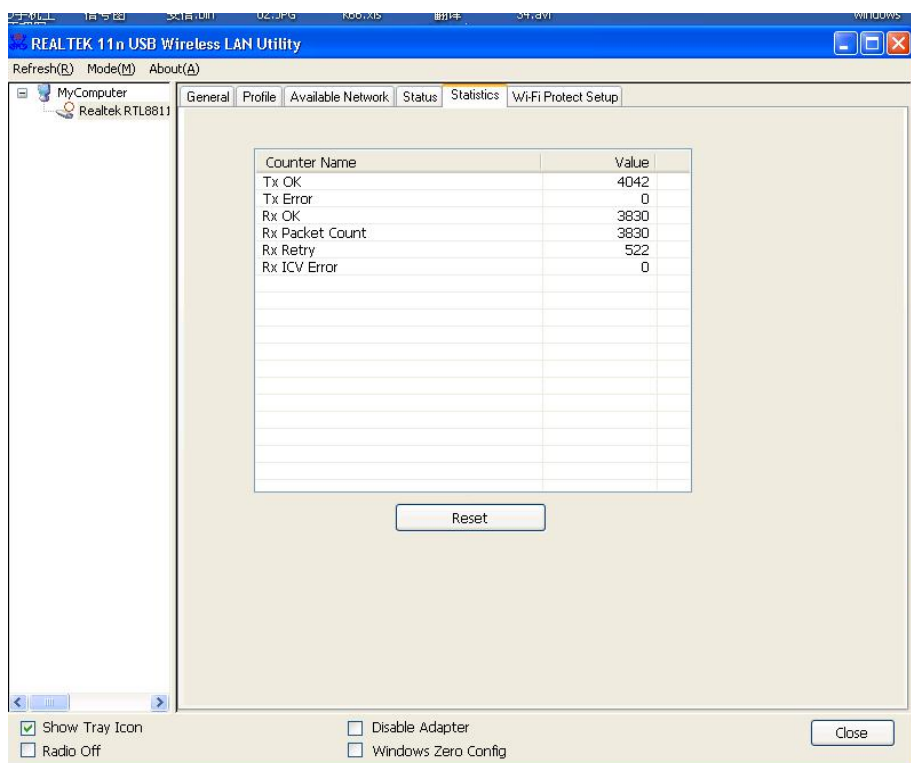 REALTEK 11n USB Wireless LAN Utility
Refresh(R) Mode(M) About(A)
MyComputer
Realtek RTL8811
General Profile Available Network Status Statistics Wi-Fi Protect Setup
Counter Name Value
Tx OK 4042
Tx Error 0
Rx OK 3830
Rx Packet Count 3830
Rx Retry 522
Rx ICV Error 0
Reset
Show Tray Icon
Radio Off
Disable Adapter
Windows Zero Config
Close